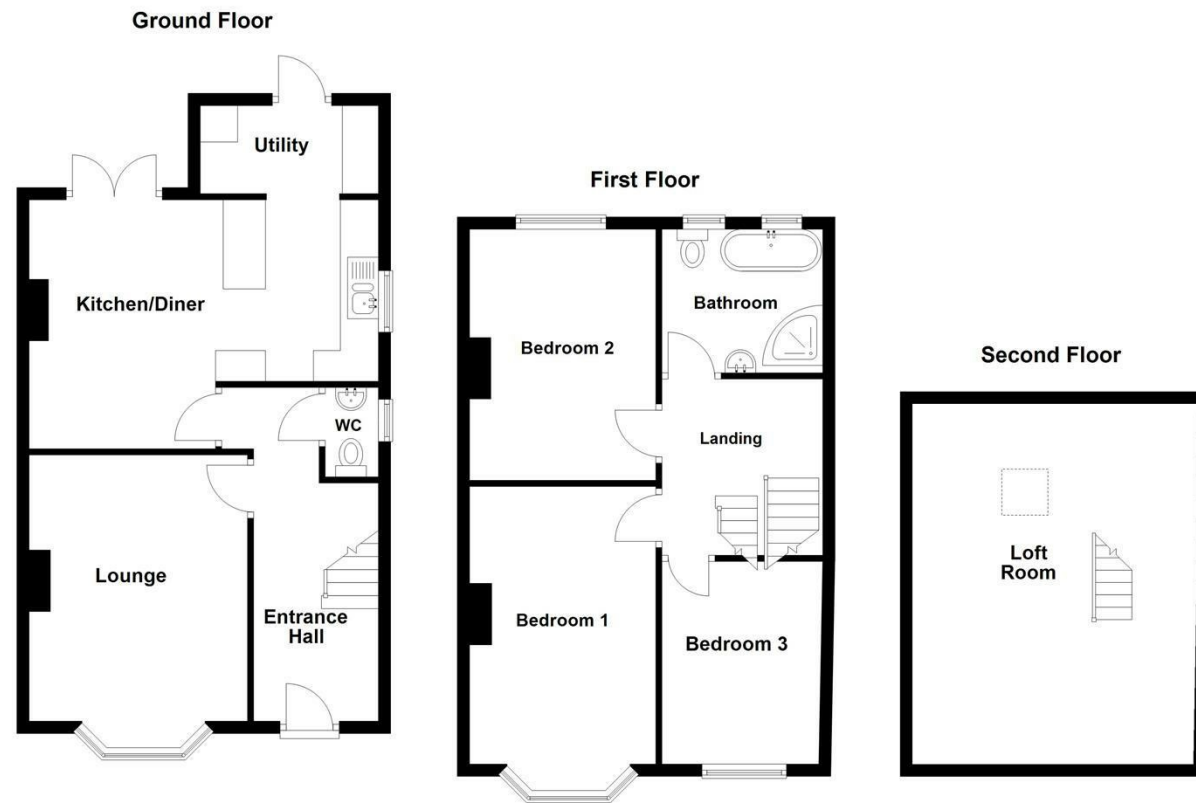 Ground Floor
Utility
Kitchen/Diner
WC
Lounge
Entrance
Hall
First Floor
Bedroom 2
Bathroom
Landing
Bedroom 1
Bedroom 3
Second Floor
Loft
Room